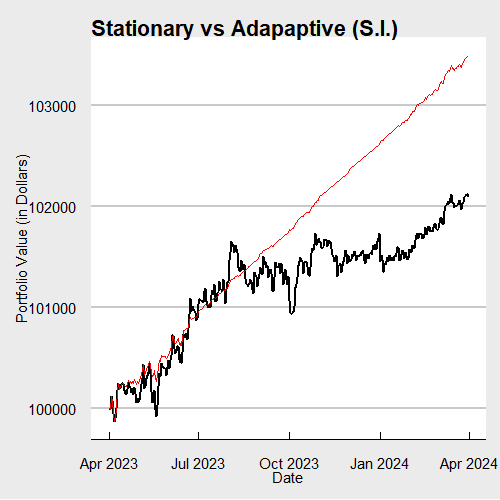 Stationary vs Adapaptive (S.I.)
Portfolio Value (in Dollars)
103000
102000
101000
100000
Apr 2023 Jul 2023 Oct 2023 Jan 2024 Apr 2024
Date